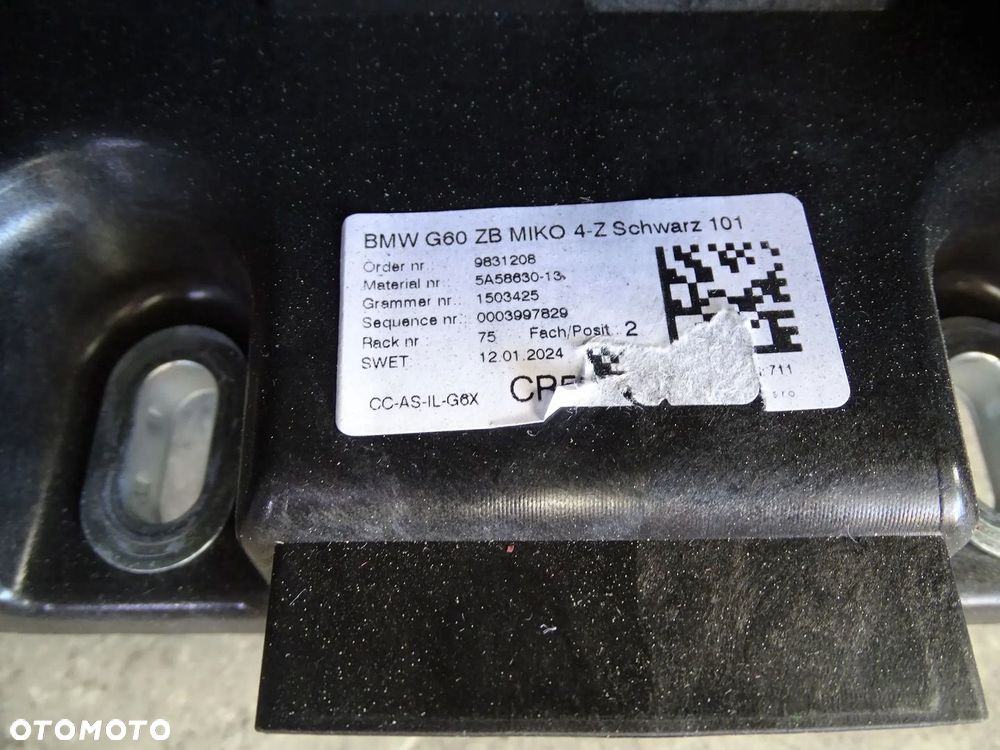 BMW G60 ZB MIKO 4-Z Schwarz 101
Order nr.: 9831208
Material nr.: 5A58630-13
Grammer nr.: 1503425
Sequence nr.: 0003997829
Rack nr : 75 Fach/Posit.: 2
SWET: 12.01.2024
711
CC-AS-IL-G6X
s r o
OTOMOTO